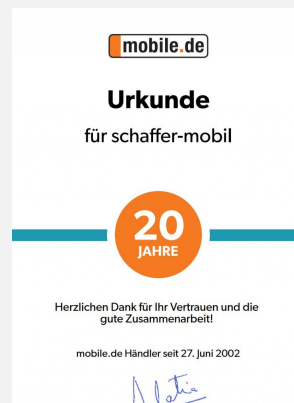 mobile.de
Urkunde
für schaffer-mobil
20
JAHRE
Herzlichen Dank für Ihr Vertrauen und die
gute Zusammenarbeit!
mobile.de Händler seit 27. Juni 2002